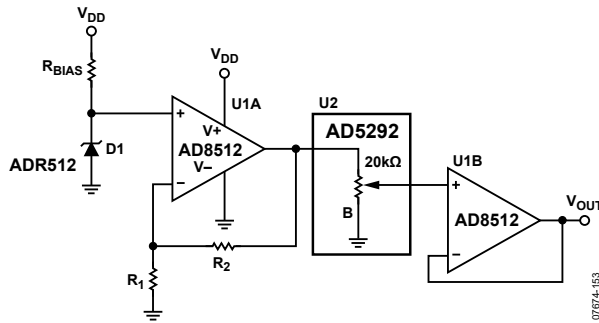 VDD
RBIAS
ADR512
D1
VDD
U1A
+
V+
AD8512
V–
–
R2
R1
U2
AD5292
20kΩ
B
U1B
+
AD8512
–
VOUT
07674-153